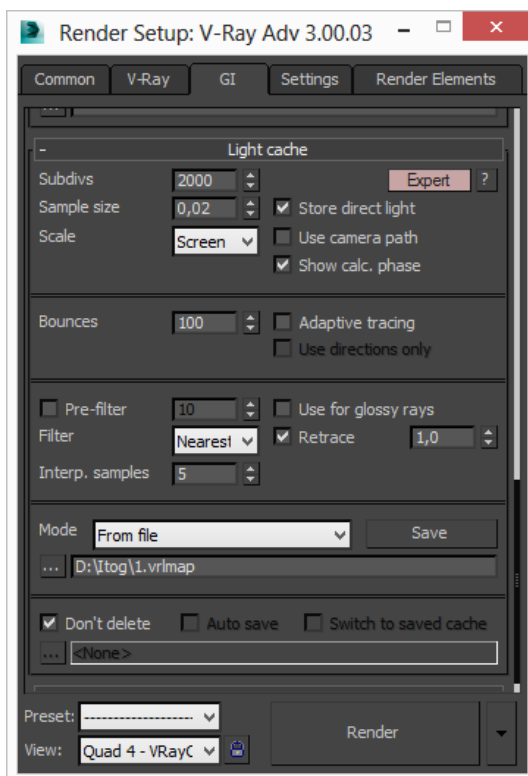 Render Setup: V-Ray Adv 3.00.03
Common V-Ray GI Settings Render Elements
...
- Light cache
Subdivs 2000 Expert ?
Sample size 0,02 Store direct light
Scale Screen Use camera path
Show calc. phase
Bounces 100 Adaptive tracing
Use directions only
Pre-filter 10 Use for glossy rays
Filter Nearest Retrace 1,0
Interp. samples 5
Mode From file Save
... D:\Itog\1.vrlmap
Don't delete Auto save Switch to saved cache
... <None>
Preset: --------------------
Render
View: Quad 4 - VRayC